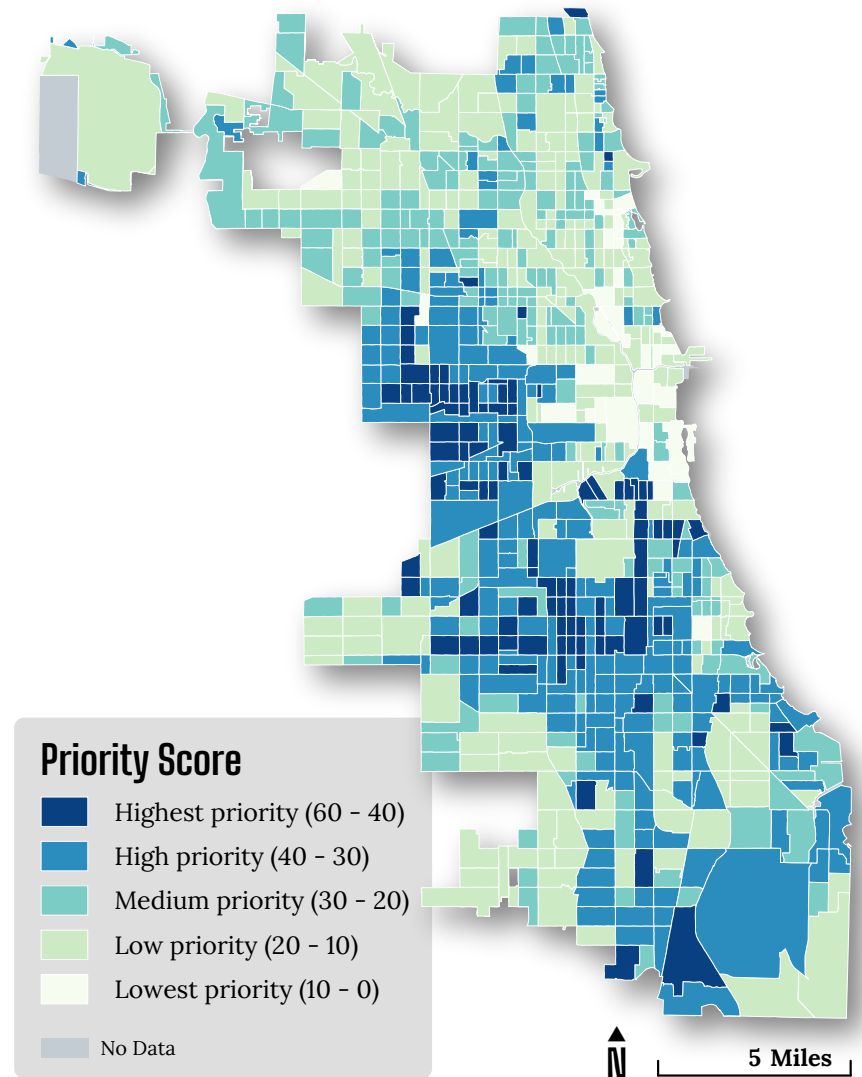 Priority Score
Highest priority (60 - 40)
High priority (40 - 30)
Medium priority (30 - 20)
Low priority (20 - 10)
Lowest priority (10 - 0)
No Data
N
5 Miles